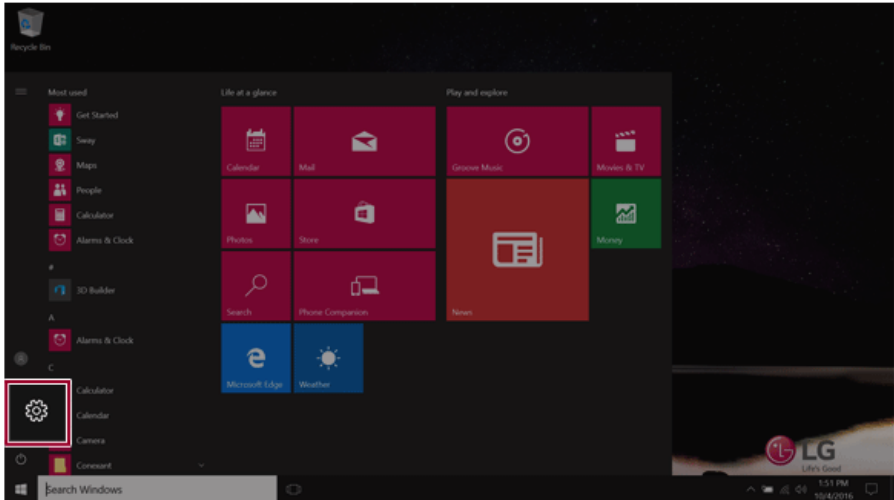 Recycle Bin
Most used
Get Started
Sway
Maps
People
Calculator
Alarms & Clock
#
3D Builder
A
Alarms & Clock
C
Calculator
Calendar
Camera
Conexant
Life at a glance
Calendar
Mail
Photos
Store
Search
Phone Companion
Microsoft Edge
Weather
Play and explore
Groove Music
Movies & TV
News
Money
LG
Life's Good
Search Windows
1:51 PM
10/4/2016